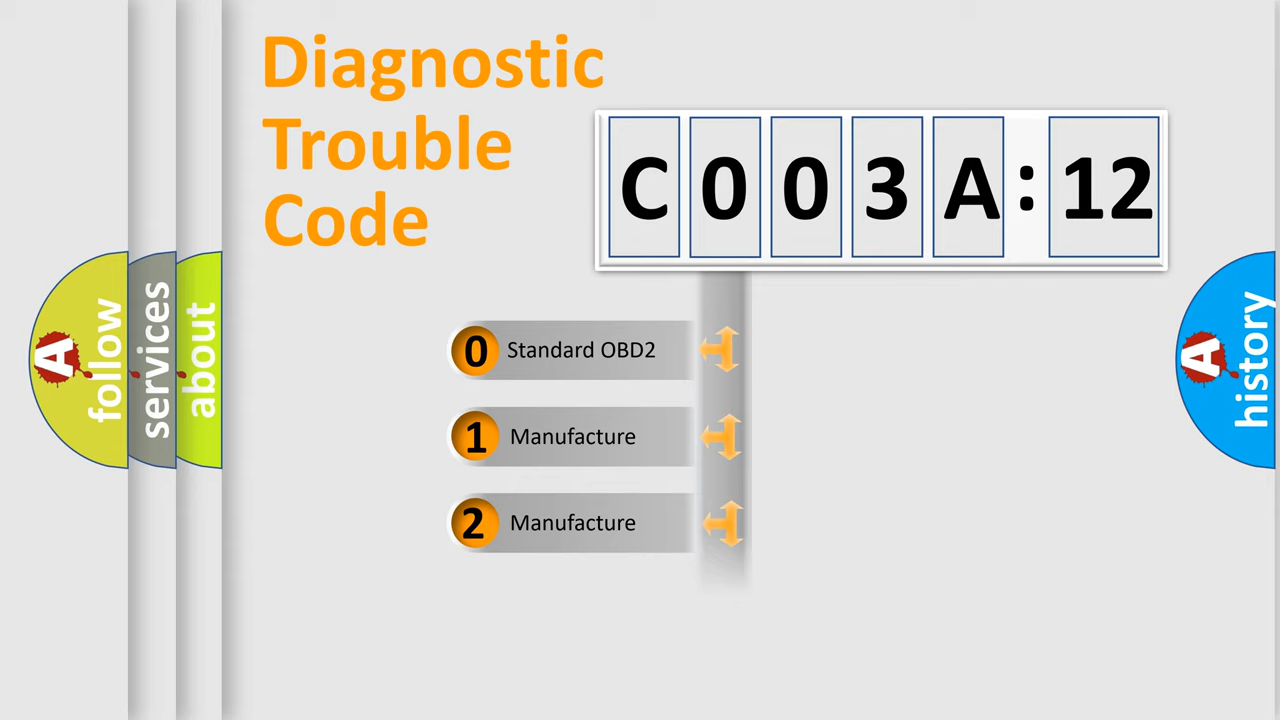 Diagnostic
Trouble
Code
C 0 0 3 A : 12
0 Standard OBD2
1 Manufacture
2 Manufacture
A follow
services
about
A history